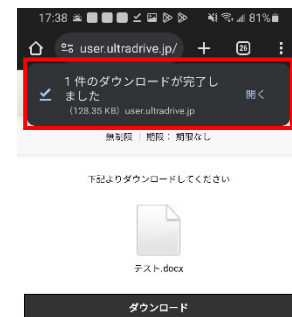 17:38 81%
user.ultradrive.jp/ 26
1 件のダウンロードが完了し
ました
開く
(128.35 KB) user.ultradrive.jp
無制限 | 期限：期限なし
下記よりダウンロードしてください
テスト.docx
ダウンロード